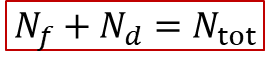 N_f + N_d = N_tot